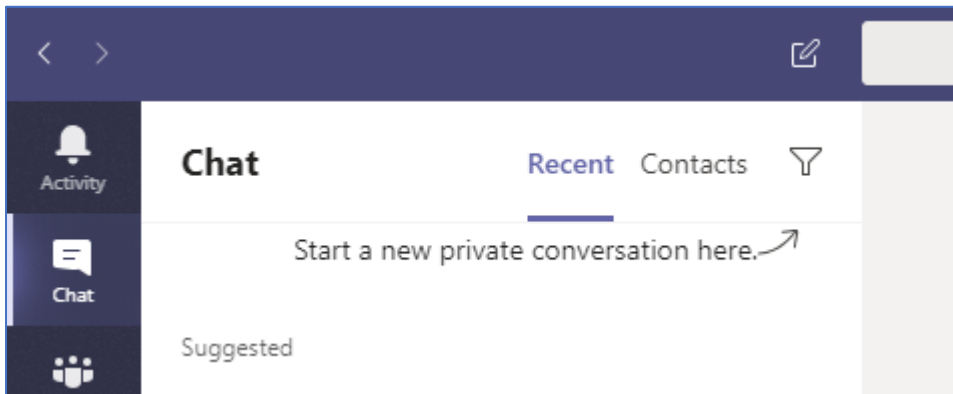 Activity
Chat
Recent Contacts
Start a new private conversation here.
Chat
Suggested